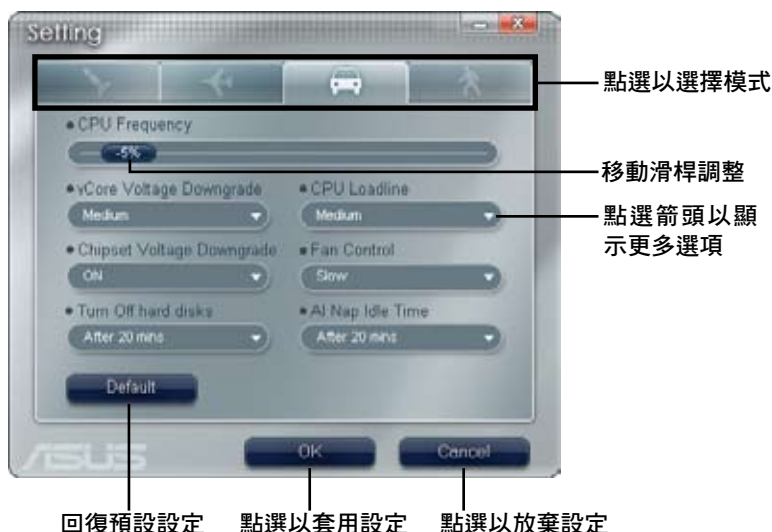 Setting
點選以選擇模式
CPU Frequency
-5%
移動滑桿調整
vCore Voltage Downgrade
CPU Loadline
Medium
Medium
點選箭頭以顯
示更多選項
Chipset Voltage Downgrade
Fan Control
ON
Slow
Turn Off hard disks
AI Nap Idle Time
After 20 mins
After 20 mins
Default
ASUS
OK
Cancel
回復預設設定
點選以套用設定
點選以放棄設定